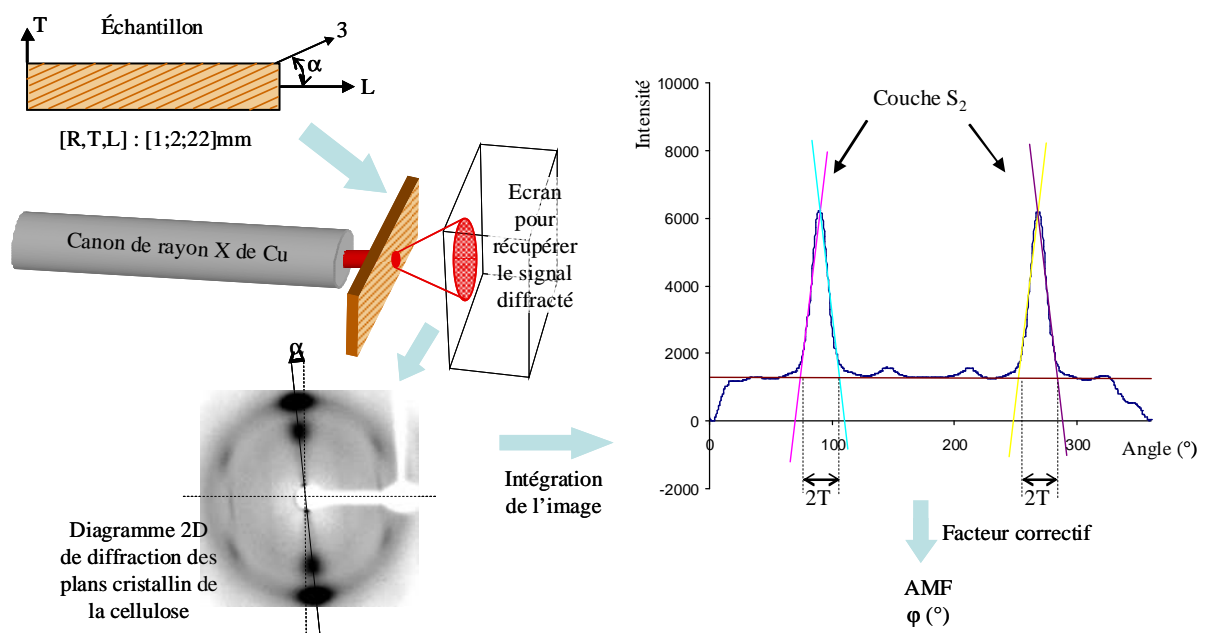 T
Échantillon
3
α
L
[R,T,L] : [1;2;22]mm
Canon de rayon X de Cu
Ecran
pour
récupérer
le signal
diffracté
α
Diagramme 2D
de diffraction des
plans cristallin de
la cellulose
Intégration
de l’image
Intensité
10000
8000
6000
4000
2000
0
-2000
Couche S2
0
100
200
300
Angle (°)
2T
2T
Facteur correctif
AMF
φ (°)